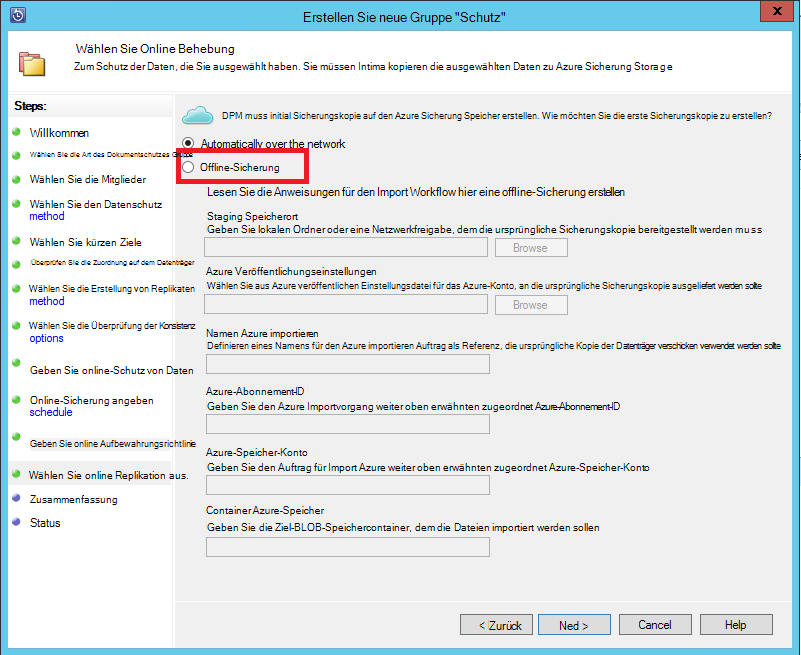 Erstellen Sie neue Gruppe "Schutz"
X
Wählen Sie Online Behebung
Zum Schutz der Daten, die Sie ausgewählt haben. Sie müssen Intima kopieren die ausgewählten Daten zu Azure Sicherung Storage
Steps:
Willkommen
Wählen Sie die Art des Dokumentschutzes Gruppe
Wählen Sie die Mitglieder
Wählen Sie den Datenschutz
method
Wählen Sie kürzen Ziele
Überprüfen Sie die Zuordnung auf dem Datenträger
Wählen Sie die Erstellung von Replikaten
method
Wählen Sie die Überprüfung der Konsistenz
options
Geben Sie online-Schutz von Daten
Online-Sicherung angeben
schedule
Geben Sie online Aufbewahrungsrichtlinie
Wählen Sie online Replikation aus.
Zusammenfassung
Status
DPM muss initial Sicherungskopie auf den Azure Sicherung Speicher erstellen. Wie möchten Sie die erste Sicherungskopie zu erstellen?
Automatically over the network
Offline-Sicherung
Lesen Sie die Anweisungen für den Import Workflow hier eine offline-Sicherung erstellen
Staging Speicherort
Geben Sie lokalen Ordner oder eine Netzwerkfreigabe, dem die ursprüngliche Sicherungskopie bereitgestellt werden muss
Browse
Azure Veröffentlichungseinstellungen
Wählen Sie aus Azure veröffentlichen Einstellungsdatei für das Azure-Konto, an die ursprüngliche Sicherungskopie ausgeliefert werden sollte
Browse
Namen Azure importieren
Definieren eines Namens für den Azure importieren Auftrag als Referenz, die ursprüngliche Kopie der Datenträger verschicken verwendet werden sollte
Azure-Abonnement-ID
Geben Sie den Azure Importvorgang weiter oben erwähnten zugeordnet Azure-Abonnement-ID
Azure-Speicher-Konto
Geben Sie den Auftrag für Import Azure weiter oben erwähnten zugeordnet Azure-Speicher-Konto
Container Azure-Speicher
Geben Sie die Ziel-BLOB-Speichercontainer, dem die Dateien importiert werden sollen
< Zurück
Ned >
Cancel
Help